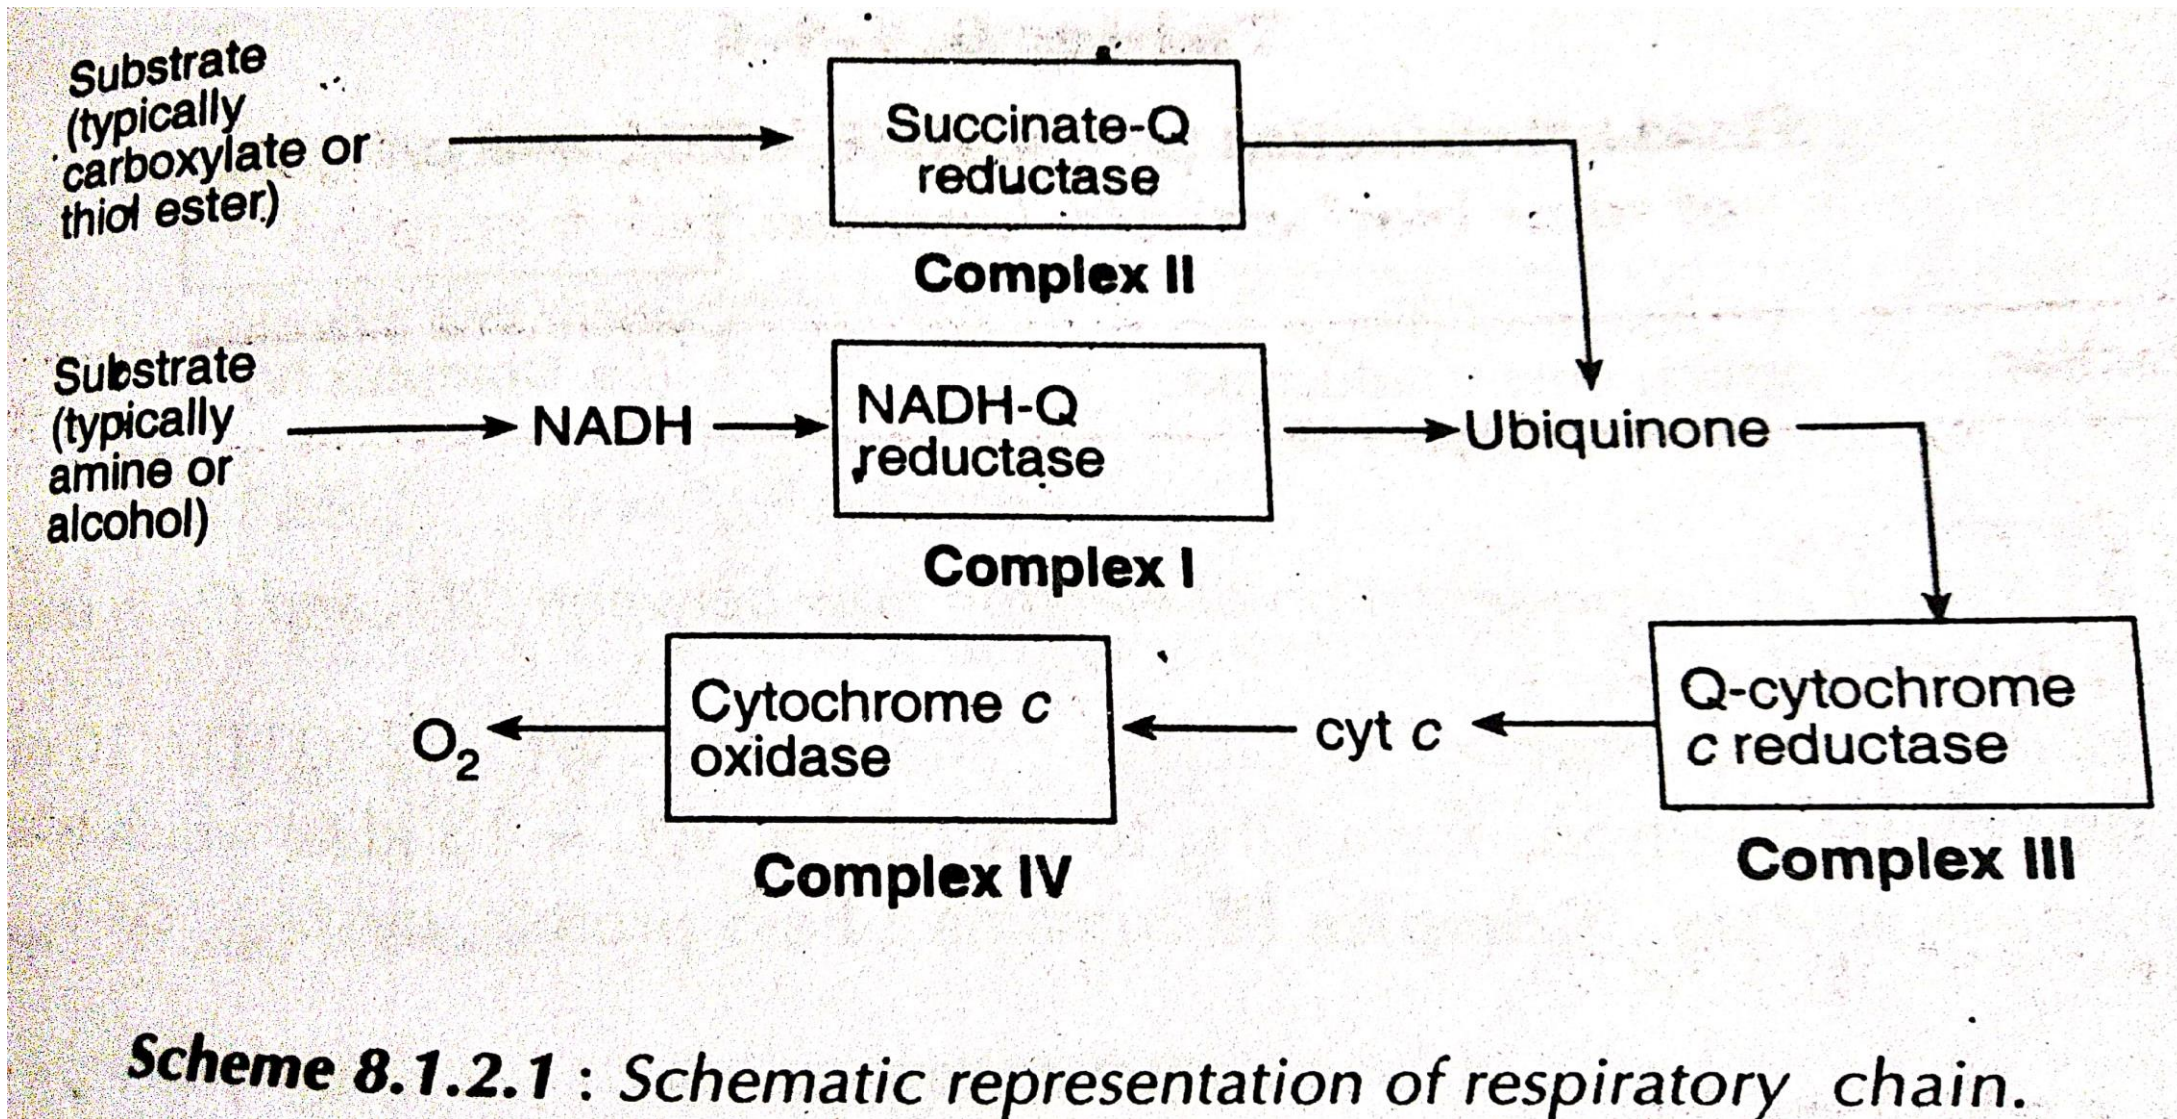 Substrate
(typically
carboxylate or
thiol ester)
Succinate-Q
reductase
Complex II
Substrate
(typically
amine or
alcohol)
NADH
NADH-Q
reductase
Complex I
Ubiquinone
O₂
Cytochrome c
oxidase
Complex IV
cyt c
Q-cytochrome
c reductase
Complex III
Scheme 8.1.2.1 : Schematic representation of respiratory chain.